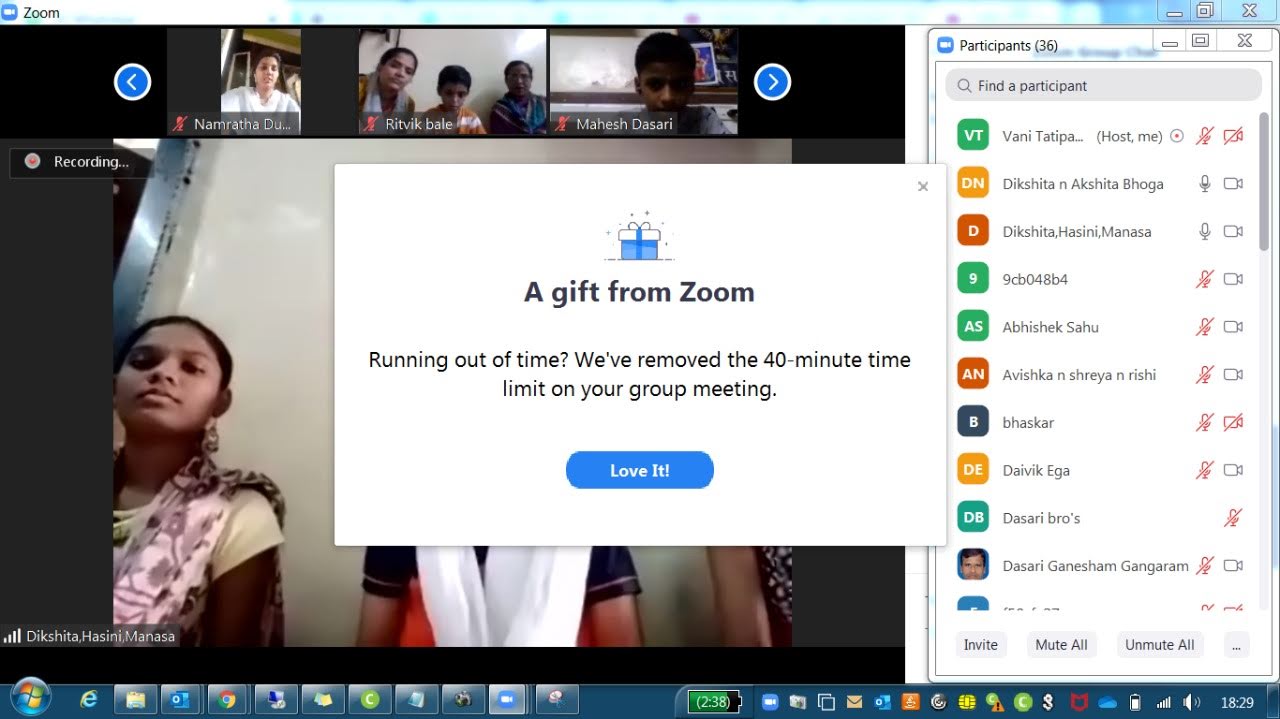 Zoom
Participants (36)
Namratha Du...
Ritvik bale
Mahesh Dasari
Recording...
Find a participant
VT
Vani Tatipa... (Host, me)
DN
Dikshita n Akshita Bhoga
D
Dikshita,Hasini,Manasa
9
9cb048b4
AS
Abhishek Sahu
AN
Avishka n shreya n rishi
B
bhaskar
DE
Daivik Ega
DB
Dasari bro's
Dasari Ganesham Gangaram
A gift from Zoom
Running out of time? We've removed the 40-minute time
limit on your group meeting.
Love It!
Dikshita,Hasini,Manasa
Invite
Mute All
Unmute All
...
(2:38)
18:29